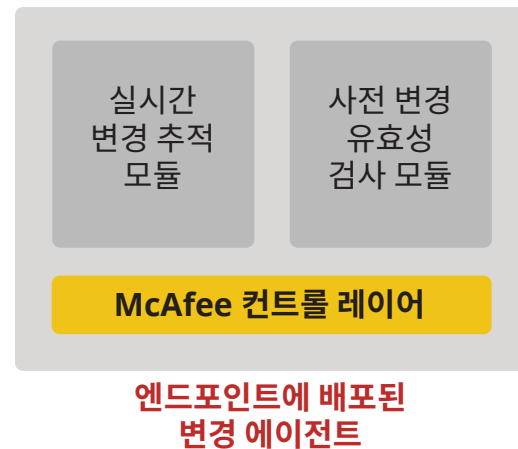 실시간
변경 추적
모듈
사전 변경
유효성
검사 모듈
McAfee 컨트롤 레이어
엔드포인트에 배포된
변경 에이전트